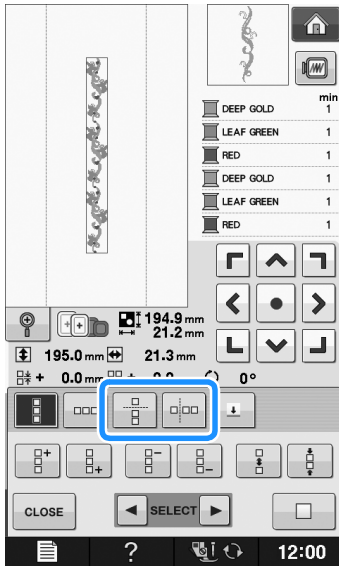 min
DEEP GOLD 1
LEAF GREEN 1
RED 1
DEEP GOLD 1
LEAF GREEN 1
RED 1
194.9 mm
21.2 mm
195.0 mm 21.3 mm
+ 0.0 mm + 0° 
CLOSE
SELECT
? 12:00